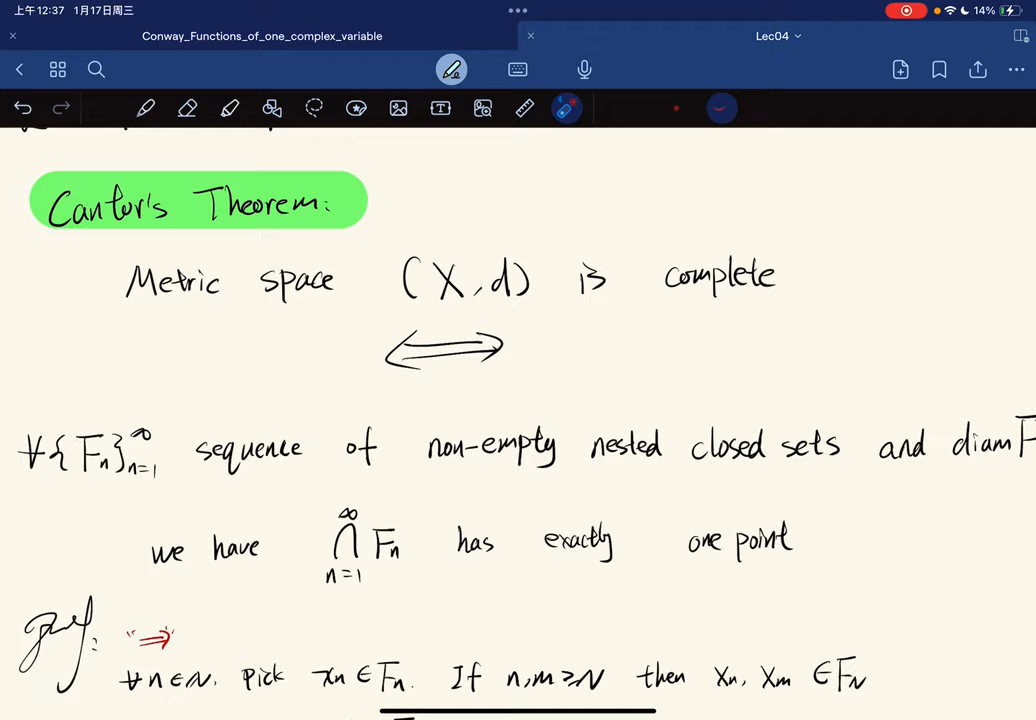 上午12:37 1月17日周三
14%
Conway_Functions_of_one_complex_variable
Lec04
Cantor's Theorem:
Metric space (X,d) is complete
⟺
∀{Fn}_{n=1}^∞ sequence of non-empty nested closed sets and diam F
we have ⋂_{n=1}^∞ Fn has exactly one point
proof: "⇒"
∀n∈N, pick xn∈Fn. If n,m≥N then xn, xm ∈FN